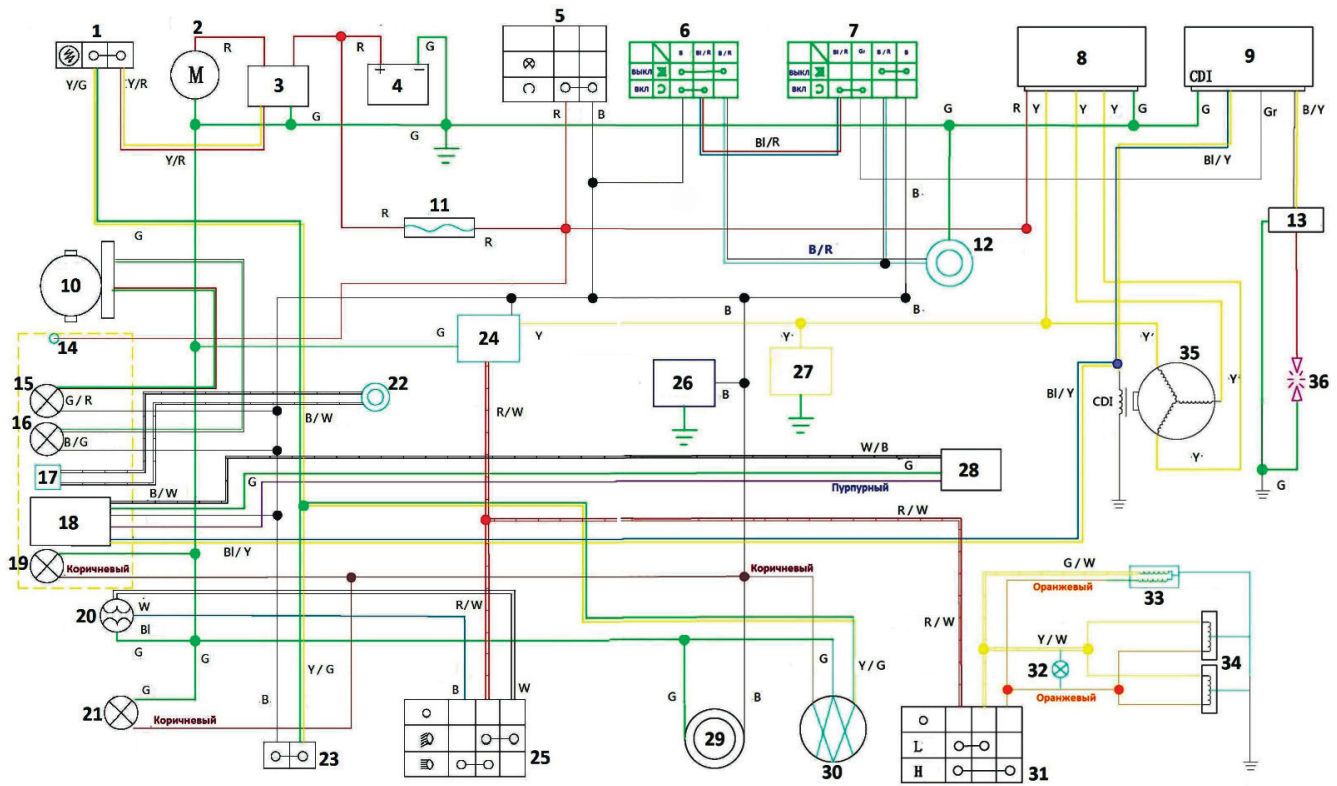 1
2
5
6
7
R
R
G
B
Bl/R
B/R
Bl/R
Gr
B/R
B
8
9
M
3
+
-
4
ВЫКЛ
ВКЛ
ВЫКЛ
ВКЛ
CDI
Y/G
Y/R
G
R
B
G
R
Y
Y
Y
G
G
Gr
B/Y
G
Y/R
Bl/R
Bl/Y
B
11
R
R
13
G
B/R
12
10
B
B
14
G
24
Y
Y
Y
35
15
22
26
27
36
G/R
B
Bl/Y
CDI
Y
16
B/W
R/W
B/G
W/B
Y
17
G
28
G
B/W
Пурпурный
G
18
R/W
Bl/Y
19
Коричневый
Коричневый
G/W
Оранжевый
33
20
W
R/W
R/W
Bl
Y/W
34
G
G
32
Y/G
G
Y/G
Оранжевый
G
B
W
G
B
21
Коричневый
B
29
L
23
25
30
H
31